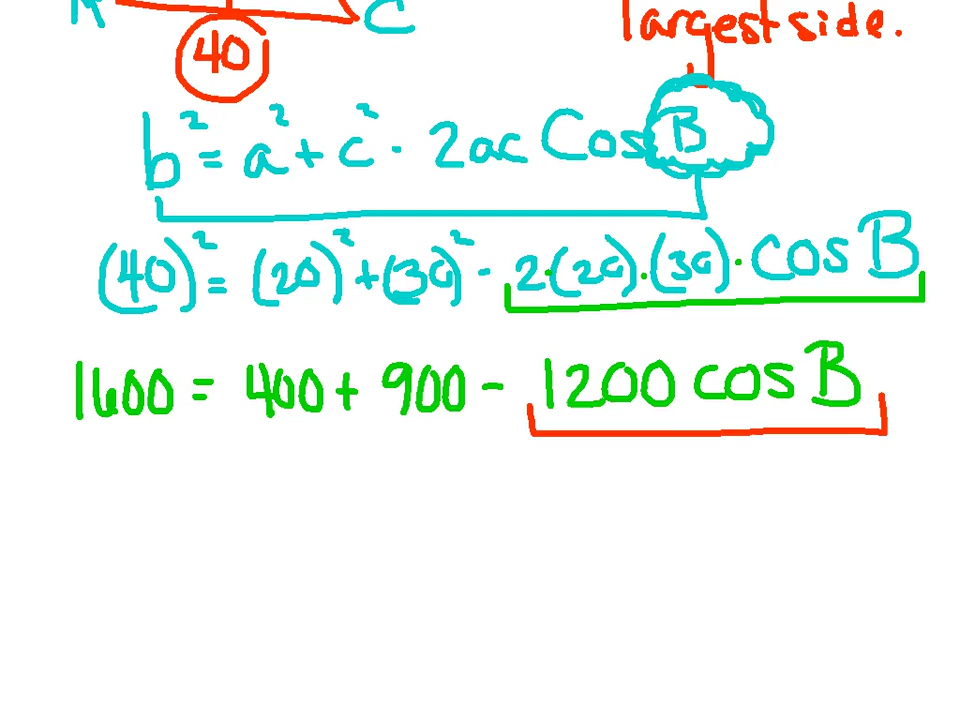 A C
40
largest side.
b² = a² + c² - 2ac Cos B
(40)² = (20)² + (30)² - 2·(20)·(30)·cos B
1600 = 400 + 900 - 1200 cos B